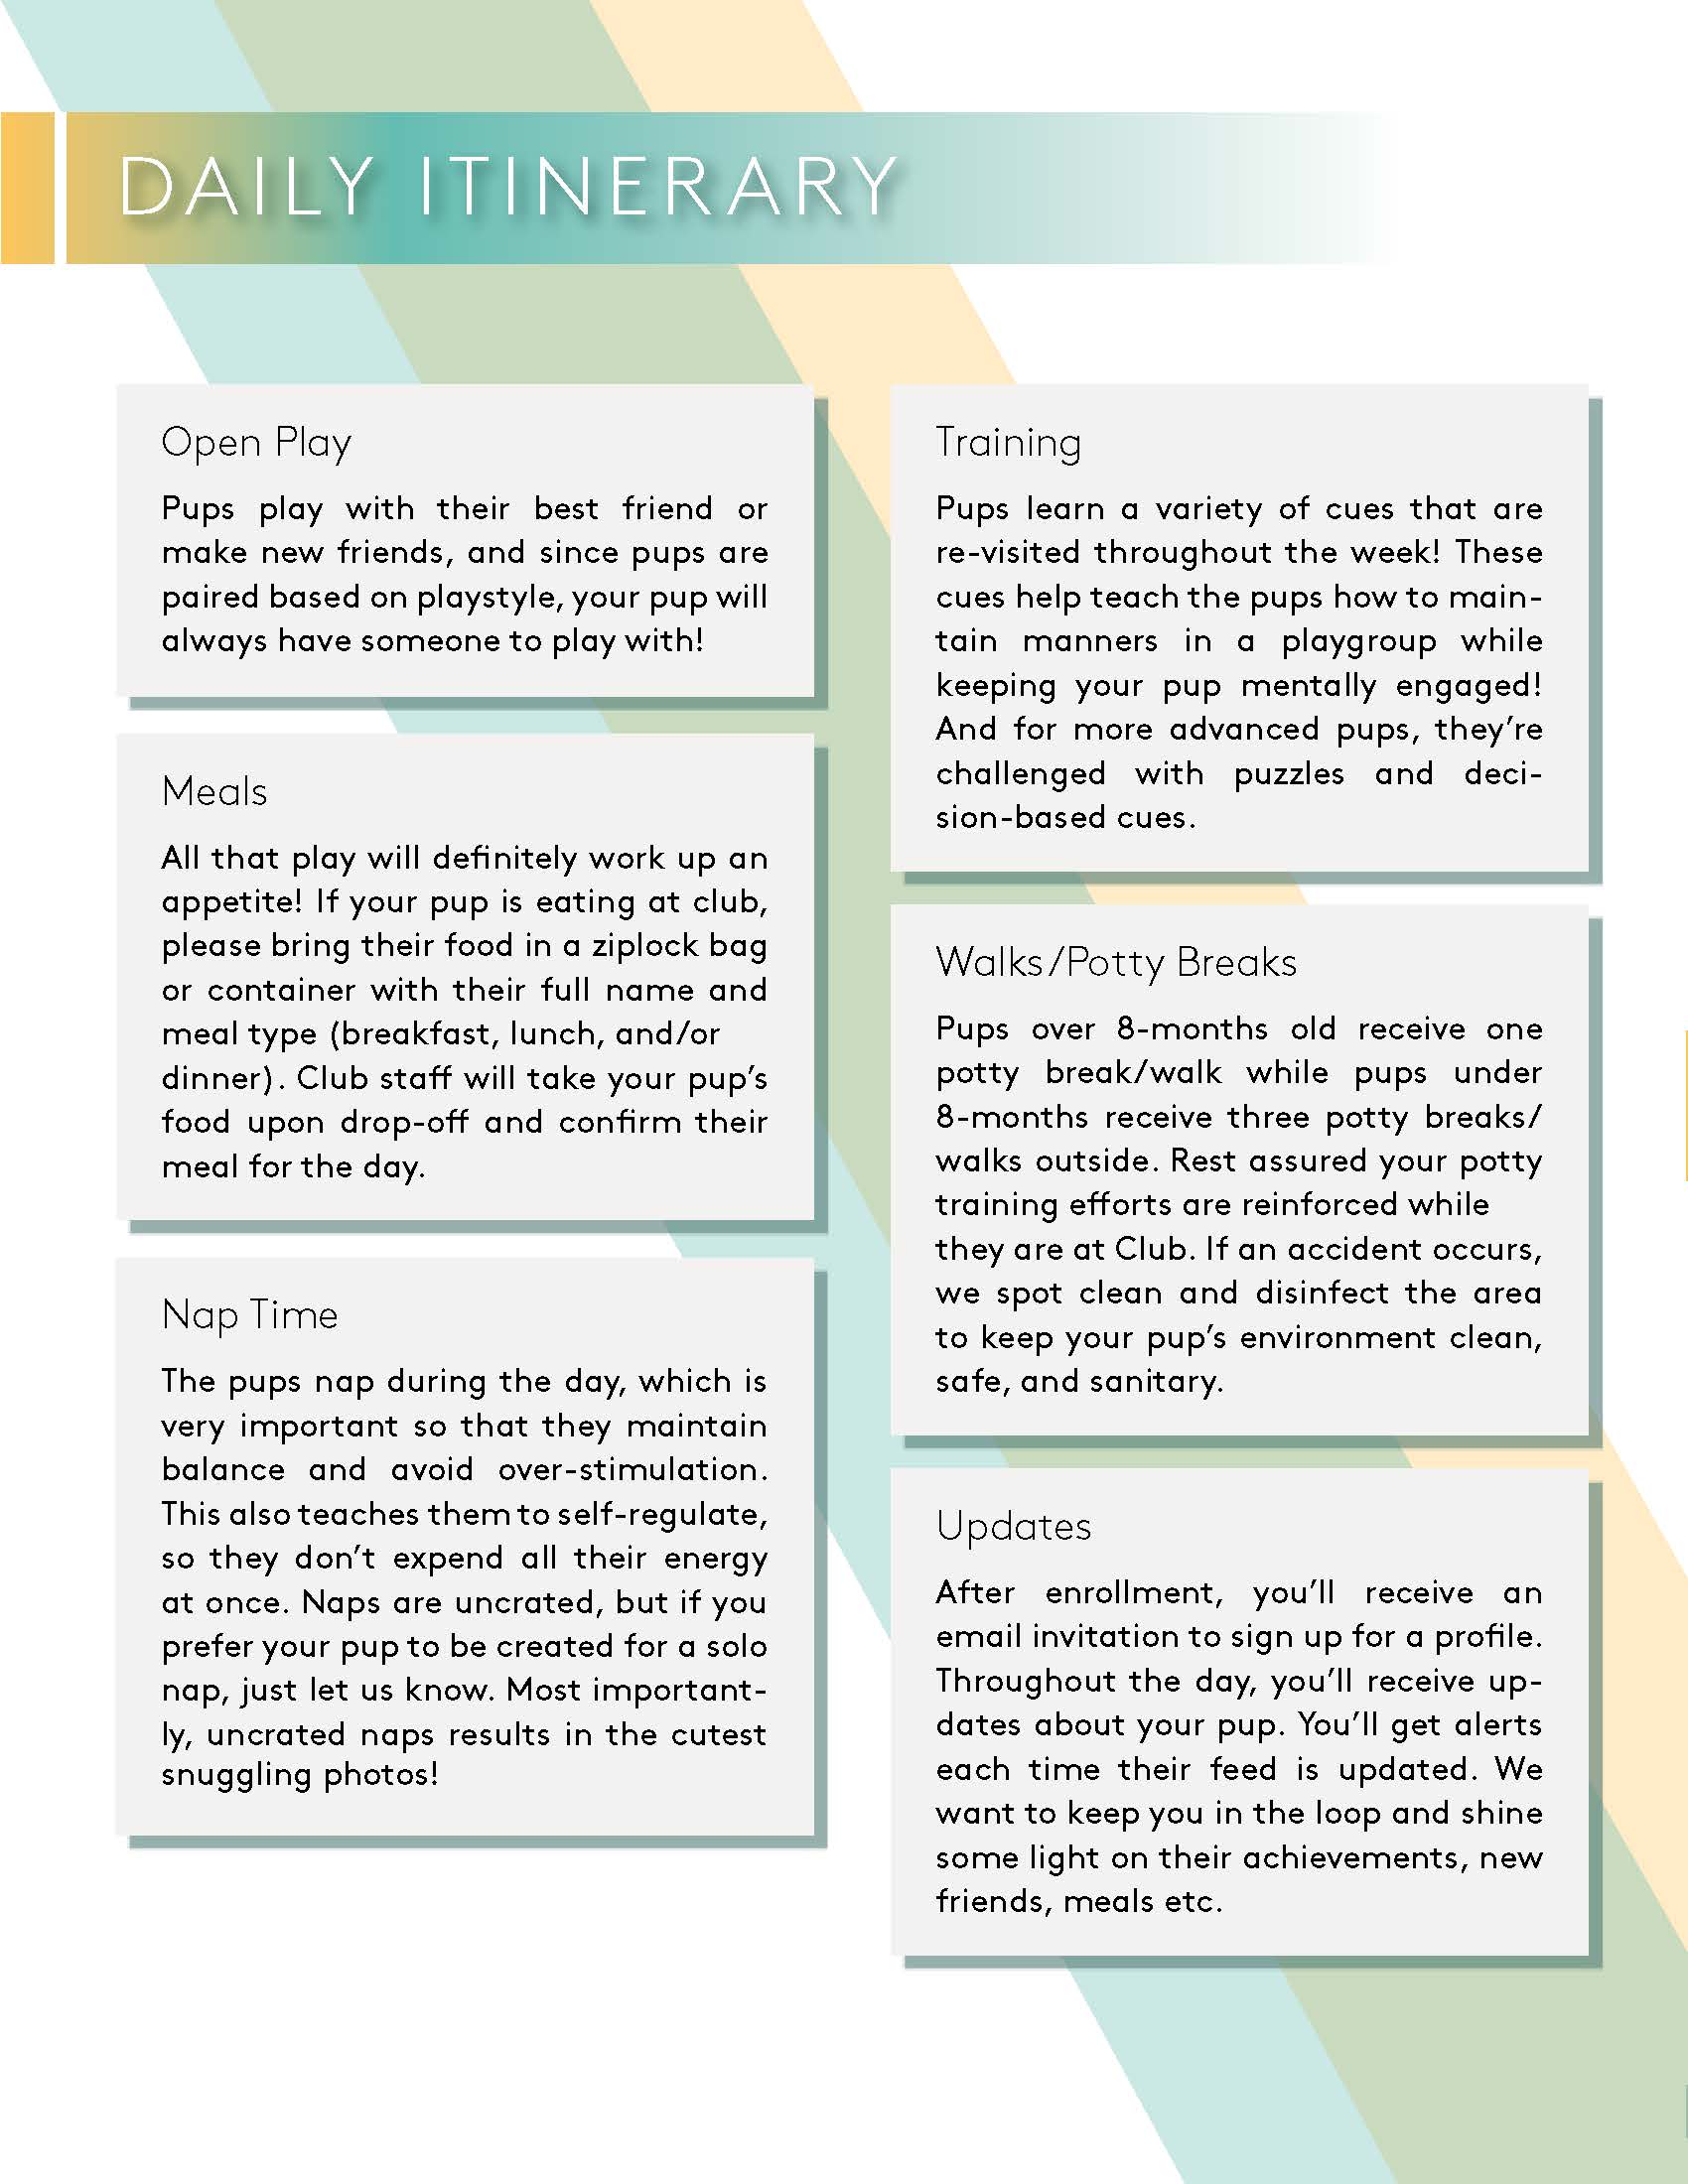 DAILY ITINERARY
Open Play
Pups play with their best friend or
make new friends, and since pups are
paired based on playstyle, your pup will
always have someone to play with!
Meals
All that play will definitely work up an
appetite! If your pup is eating at club,
please bring their food in a ziplock bag
or container with their full name and
meal type (breakfast, lunch, and/or
dinner). Club staff will take your pup’s
food upon drop-off and confirm their
meal for the day.
Nap Time
The pups nap during the day, which is
very important so that they maintain
balance and avoid over-stimulation.
This also teaches them to self-regulate,
so they don’t expend all their energy
at once. Naps are uncrated, but if you
prefer your pup to be created for a solo
nap, just let us know. Most important-
ly, uncrated naps results in the cutest
snuggling photos!
Training
Pups learn a variety of cues that are
re-visited throughout the week! These
cues help teach the pups how to main-
tain manners in a playgroup while
keeping your pup mentally engaged!
And for more advanced pups, they’re
challenged with puzzles and deci-
sion-based cues.
Walks/Potty Breaks
Pups over 8-months old receive one
potty break/walk while pups under
8-months receive three potty breaks/
walks outside. Rest assured your potty
training efforts are reinforced while
they are at Club. If an accident occurs,
we spot clean and disinfect the area
to keep your pup’s environment clean,
safe, and sanitary.
Updates
After enrollment, you’ll receive an
email invitation to sign up for a profile.
Throughout the day, you’ll receive up-
dates about your pup. You’ll get alerts
each time their feed is updated. We
want to keep you in the loop and shine
some light on their achievements, new
friends, meals etc.